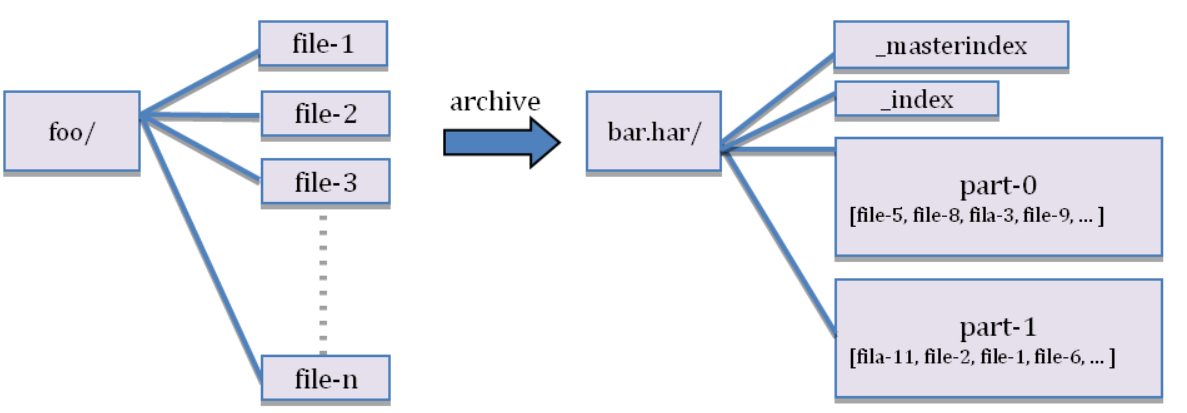 foo/
file-1
file-2
file-3
file-n
archive
bar.har/
_masterindex
_index
part-0
[file-5, file-8, fila-3, file-9, ... ]
part-1
[fila-11, file-2, file-1, file-6, ... ]